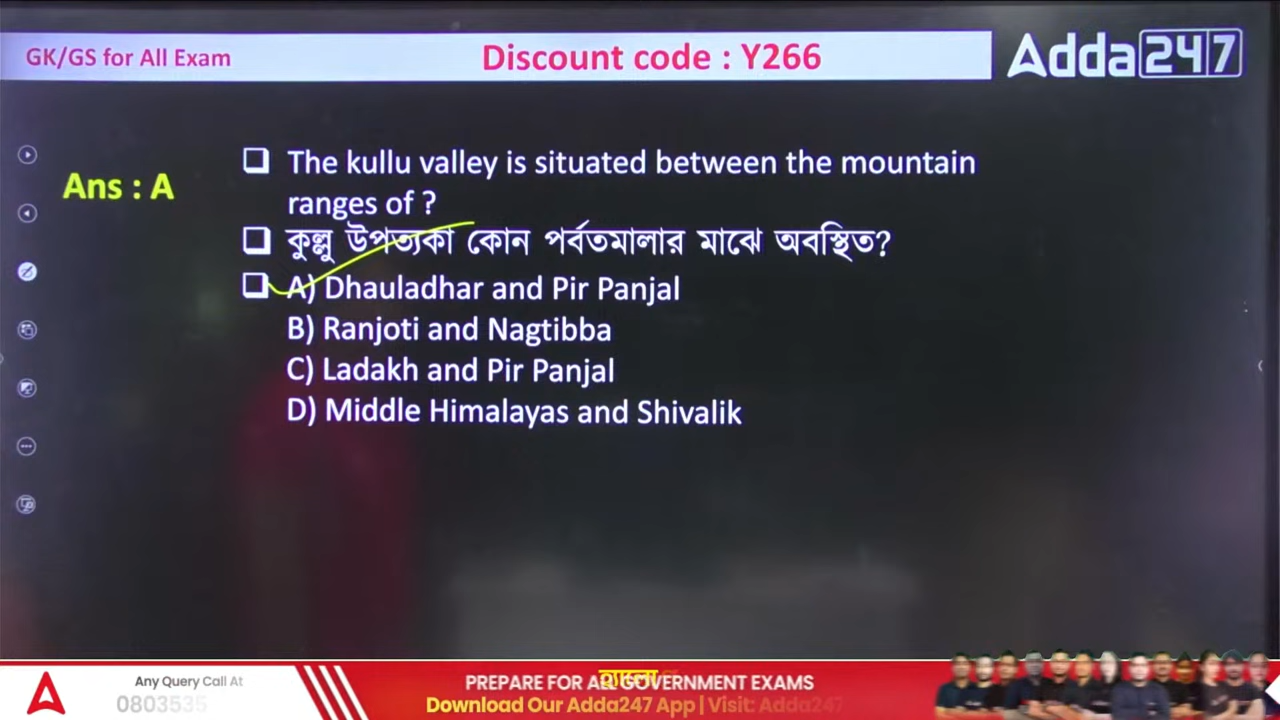 GK/GS for All Exam
Discount code : Y266
Adda247
Ans : A
The kullu valley is situated between the mountain
ranges of ?
কুল্লু উপত্যকা কোন পর্বতমালার মাঝে অবস্থিত?
A) Dhauladhar and Pir Panjal
B) Ranjoti and Nagtibba
C) Ladakh and Pir Panjal
D) Middle Himalayas and Shivalik
Any Query Call At
0803535
PREPARE FOR ALL GOVERNMENT EXAMS
Download Our Adda247 App | Visit: Adda247